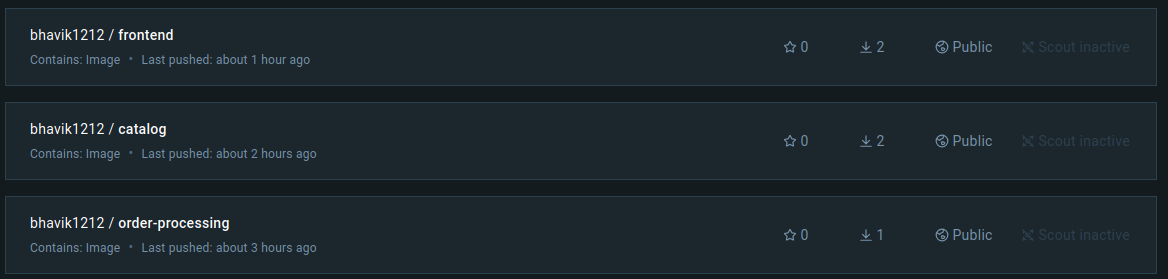 bhavik1212 / frontend
Contains: Image • Last pushed: about 1 hour ago
0 2 Public Scout inactive
bhavik1212 / catalog
Contains: Image • Last pushed: about 2 hours ago
0 2 Public Scout inactive
bhavik1212 / order-processing
Contains: Image • Last pushed: about 3 hours ago
0 1 Public Scout inactive